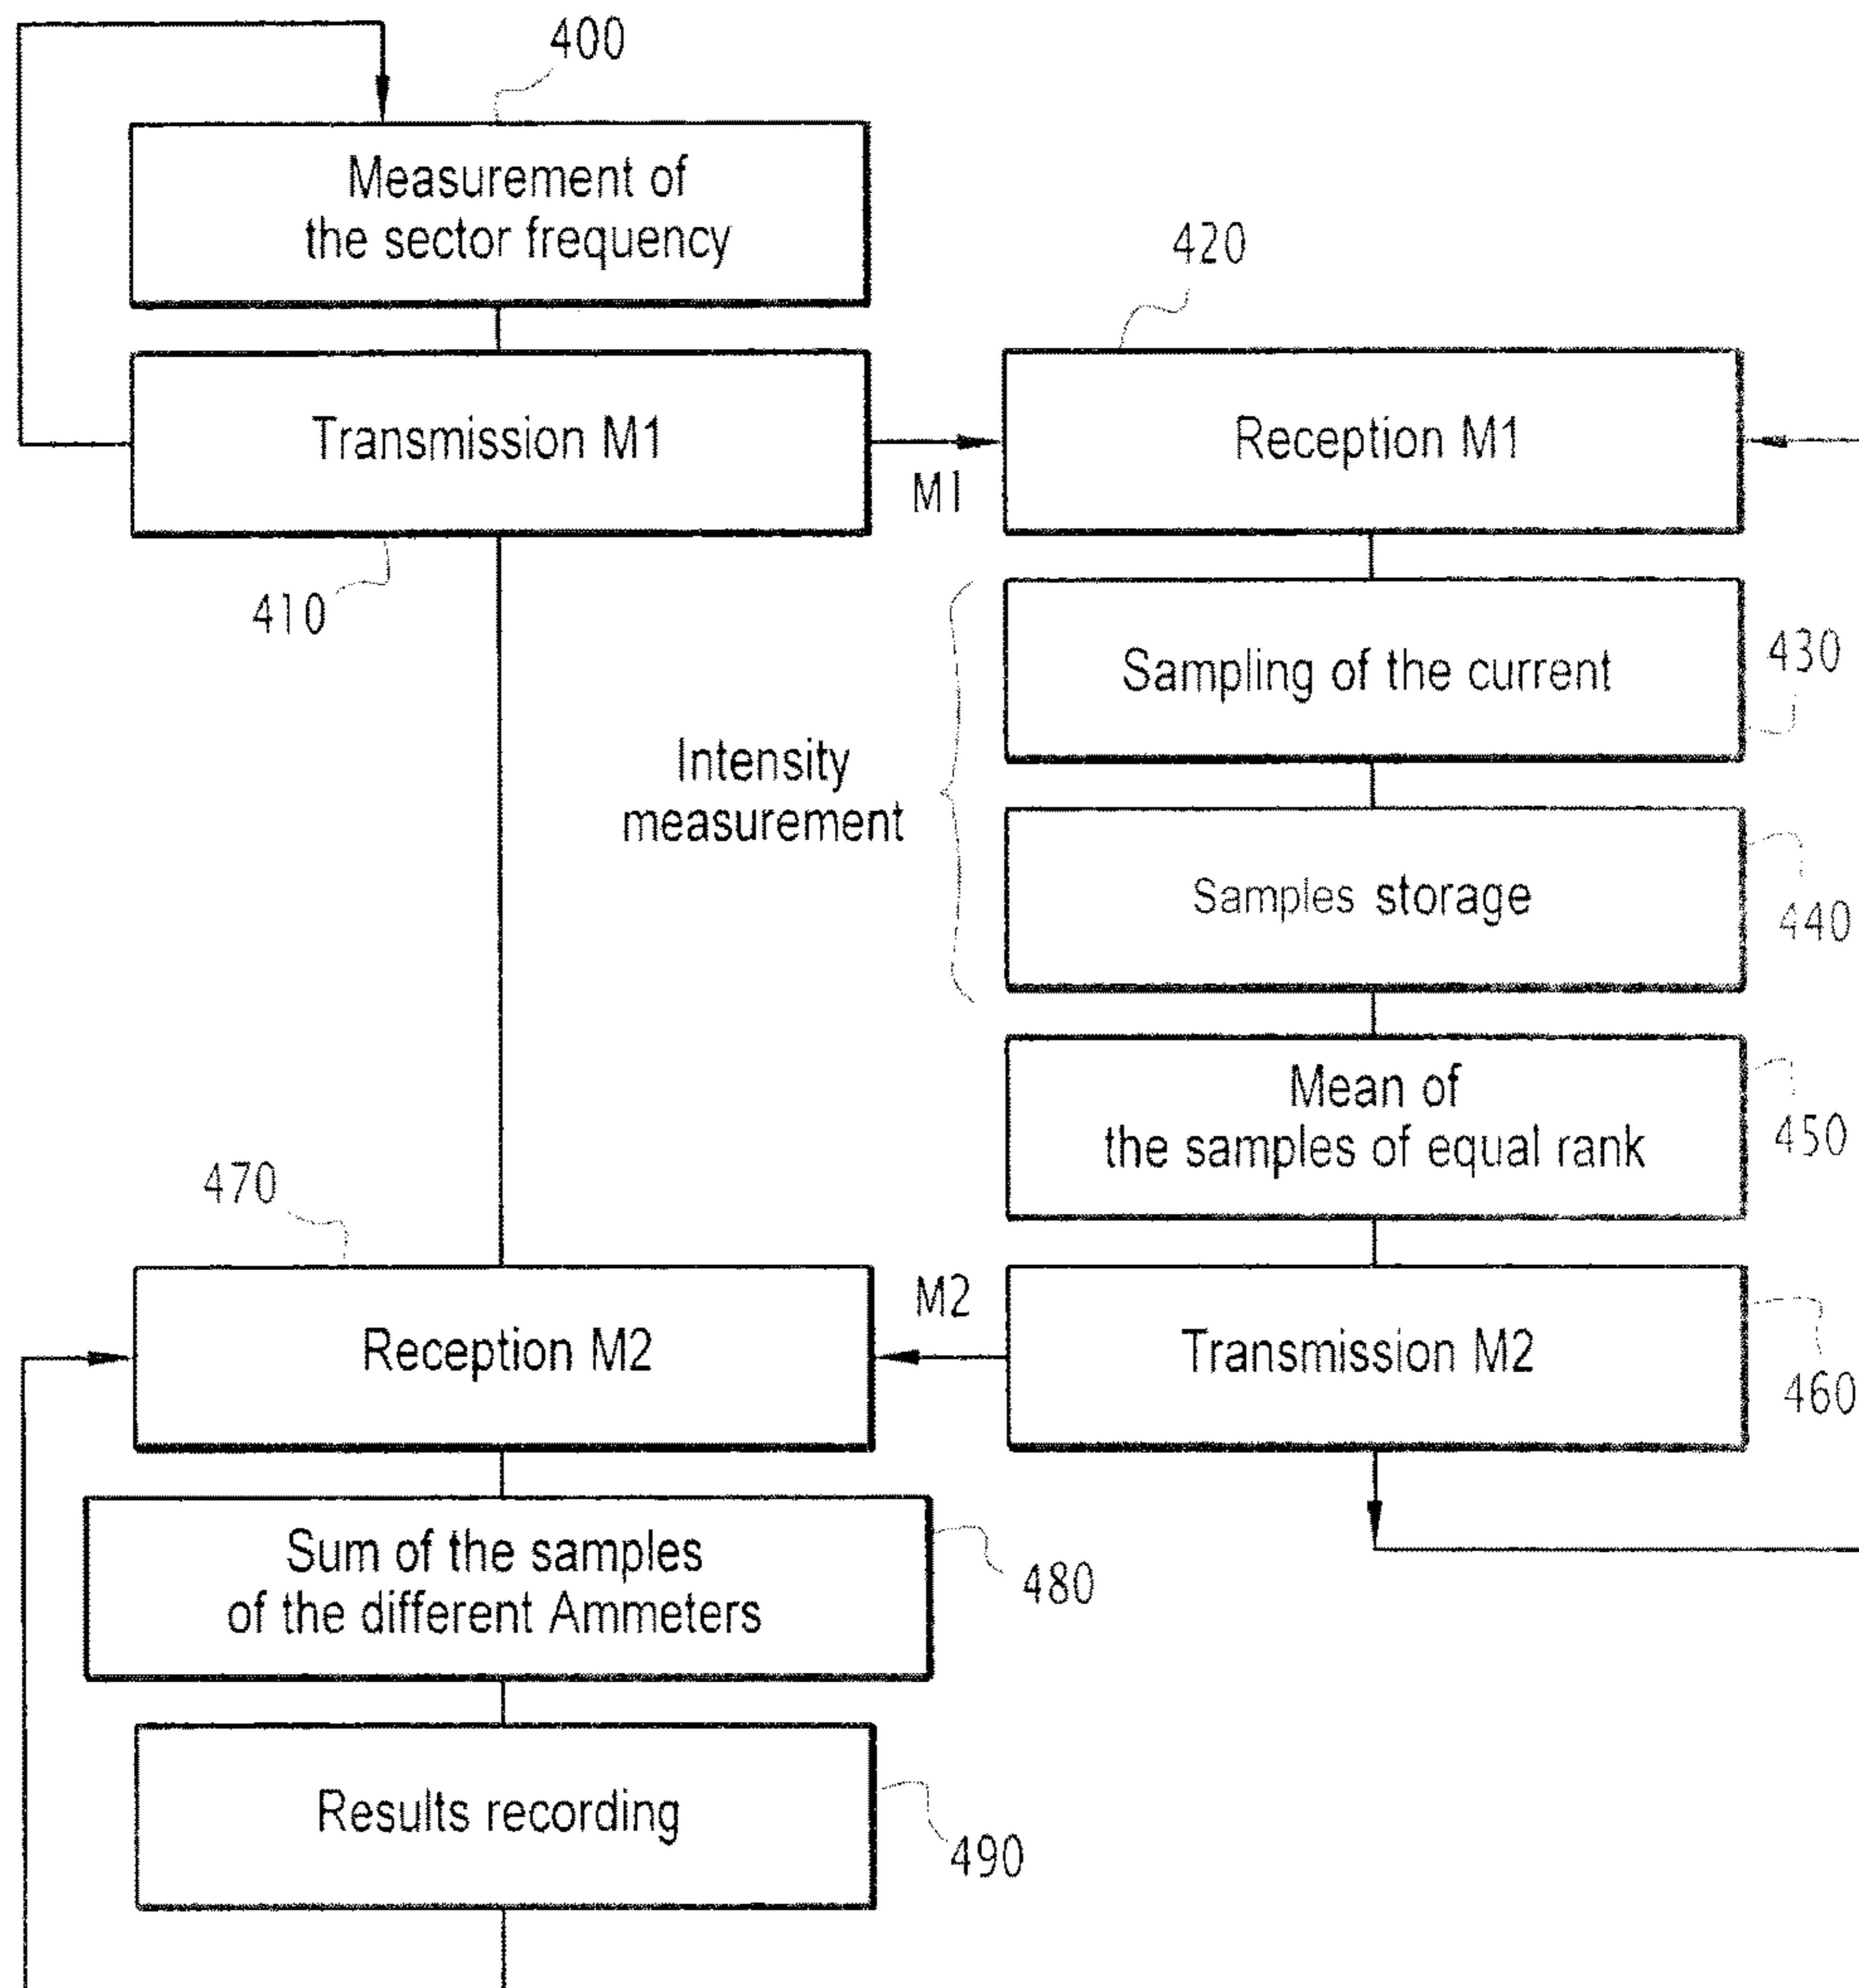 400
Measurement of
the sector frequency
420
Transmission M1
M1
Reception M1
410
Sampling of the current
430
Intensity
measurement
Samples storage
440
Mean of
the samples of equal rank
450
470
Reception M2
M2
Transmission M2
460
Sum of the samples
of the different Ammeters
480
Results recording
490